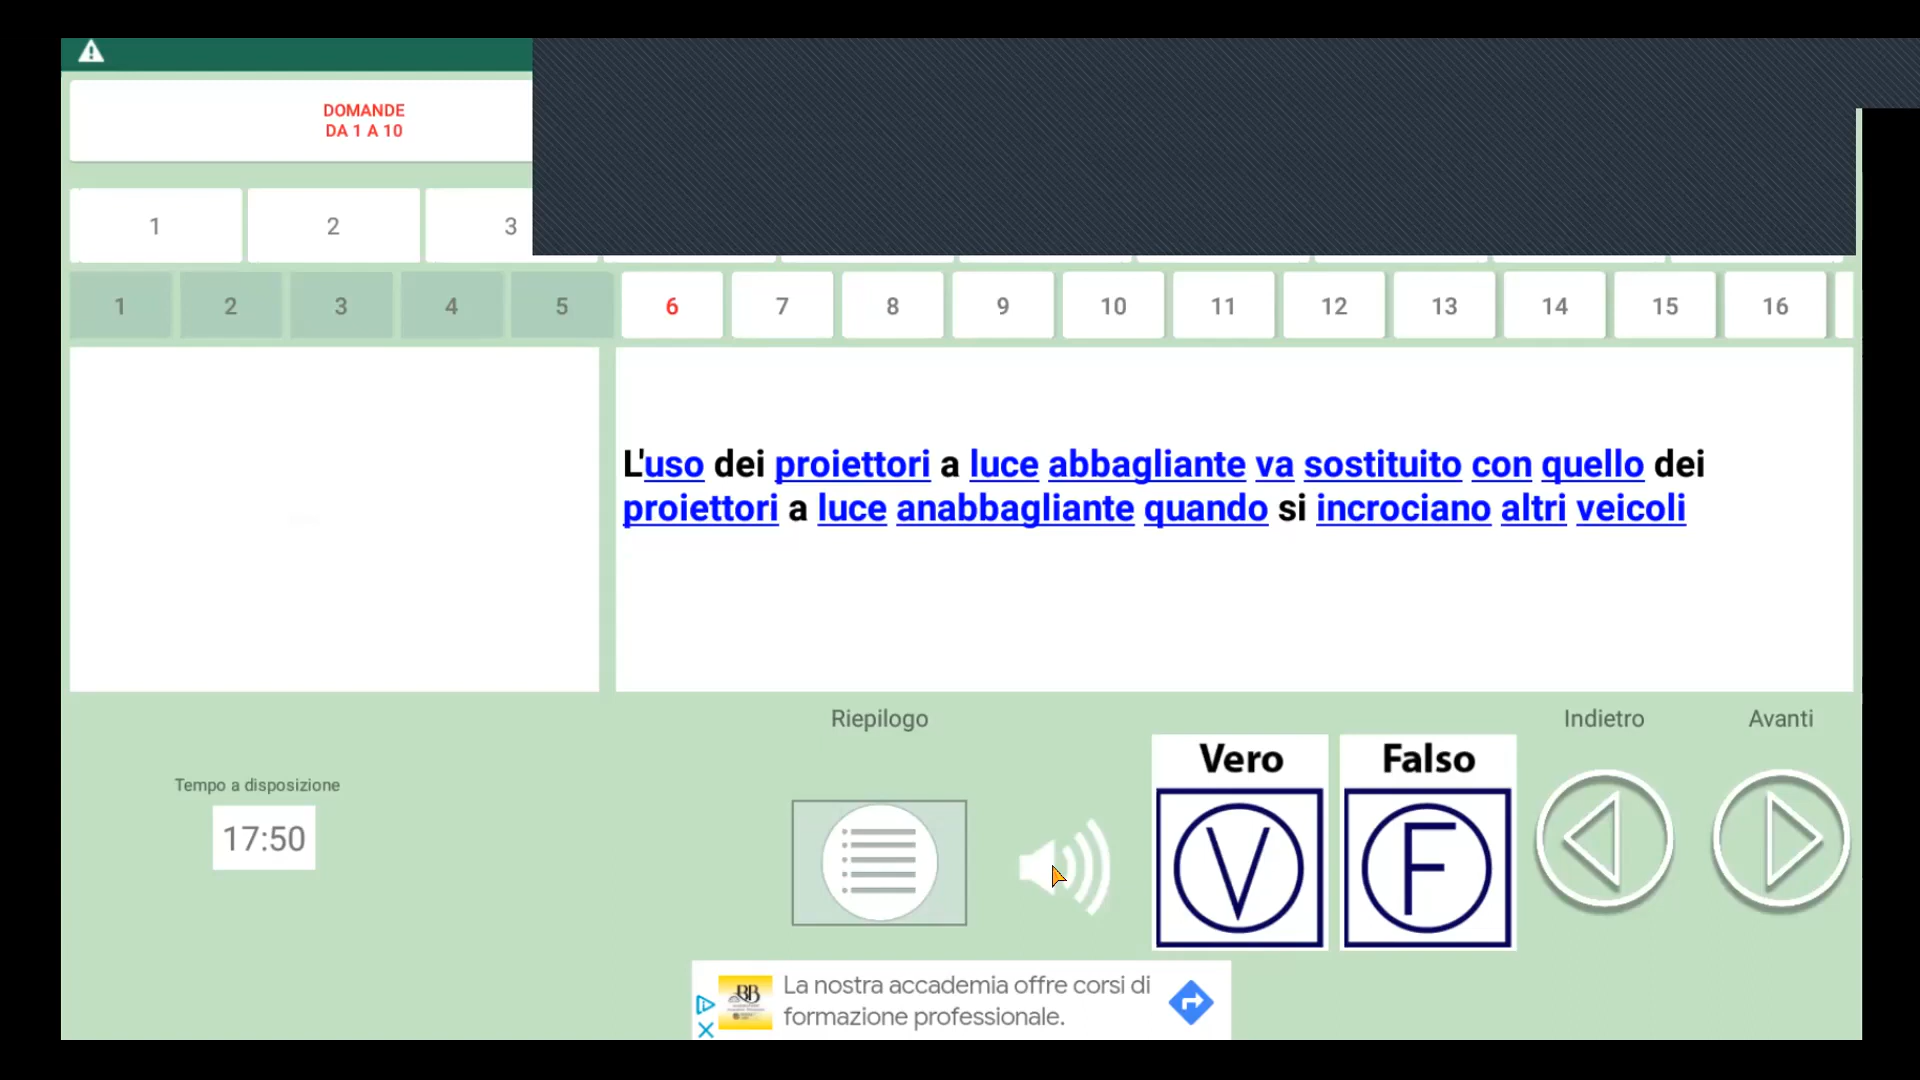 DOMANDE
DA 1 A 10
1 2 3
1 2 3 4 5 6 7 8 9 10 11 12 13 14 15 16
L'uso dei proiettori a luce abbagliante va sostituito con quello dei
proiettori a luce anabbagliante quando si incrociano altri veicoli
Riepilogo
Indietro
Avanti
Vero
Falso
V
F
Tempo a disposizione
17:50
BB
La nostra accademia offre corsi di
formazione professionale.